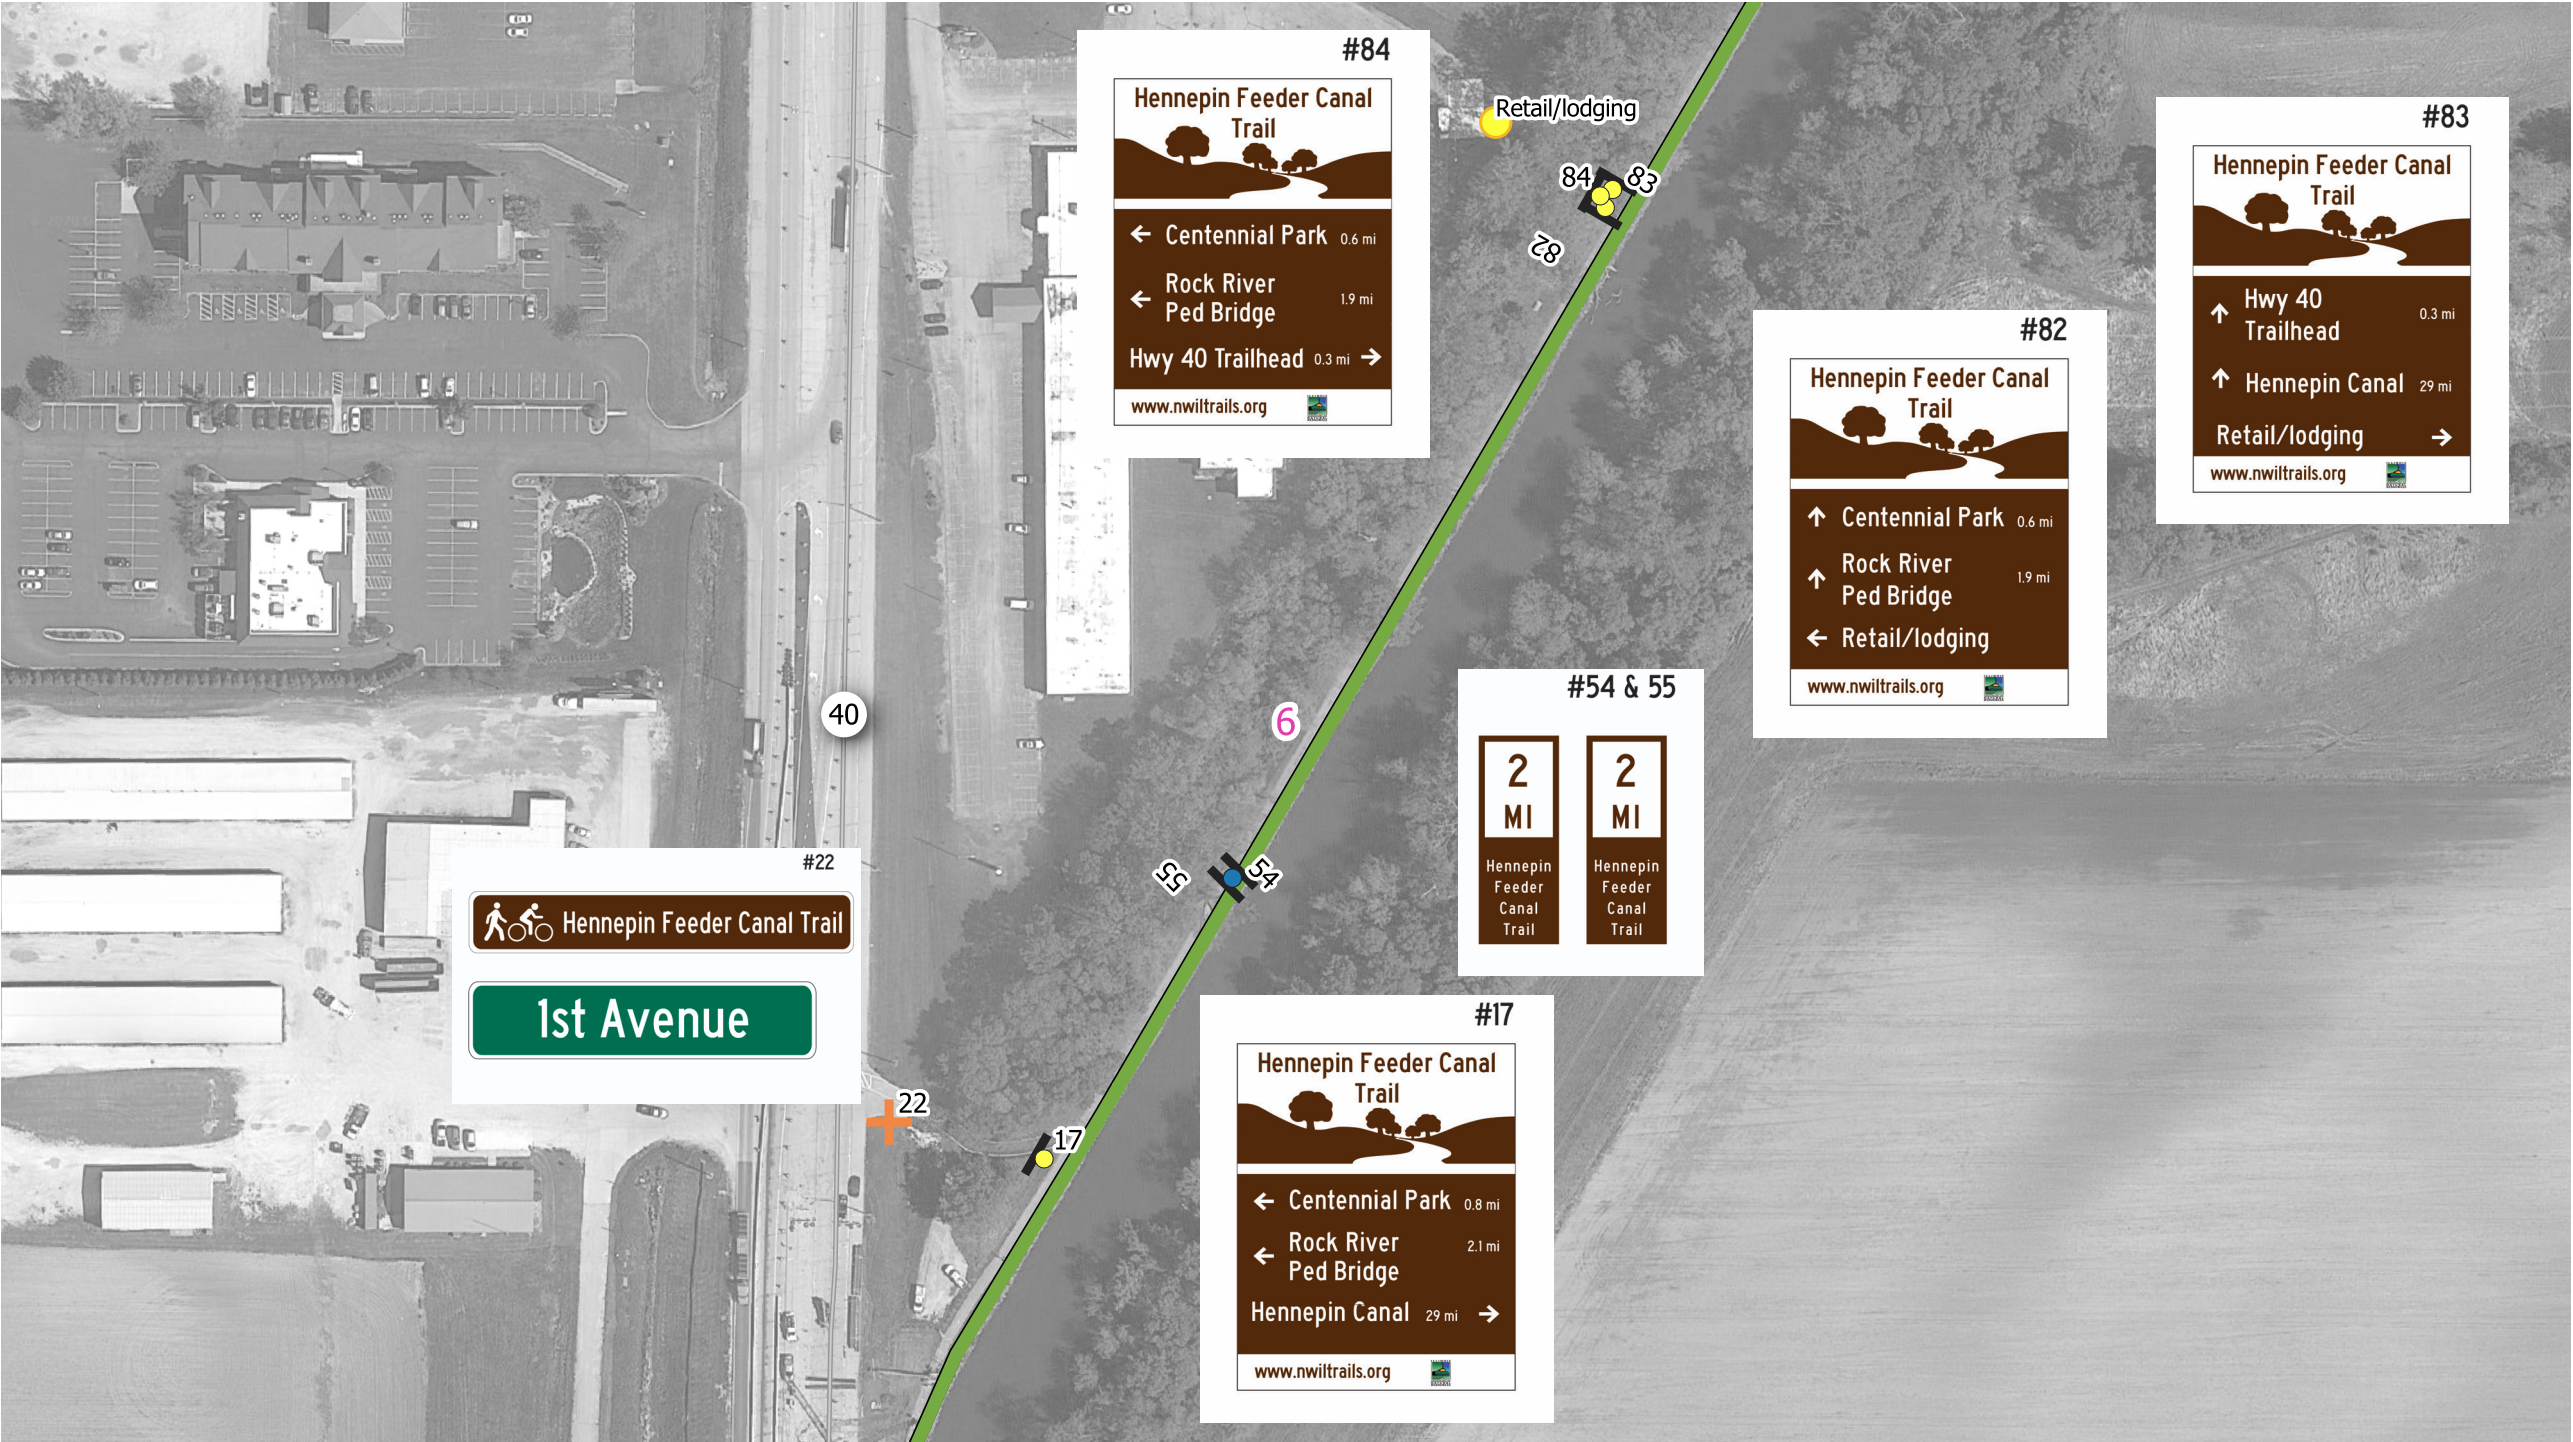 #84
Hennepin Feeder Canal
Trail
← Centennial Park 0.6 mi
← Rock River
Ped Bridge 1.9 mi
Hwy 40 Trailhead 0.3 mi →
www.nwiltrails.org
Retail/lodging
84
83
82
#83
Hennepin Feeder Canal
Trail
↑ Hwy 40
Trailhead 0.3 mi
↑ Hennepin Canal 29 mi
Retail/lodging →
www.nwiltrails.org
#82
Hennepin Feeder Canal
Trail
↑ Centennial Park 0.6 mi
↑ Rock River
Ped Bridge 1.9 mi
← Retail/lodging
www.nwiltrails.org
40
6
#54 & 55
2
MI
Hennepin
Feeder
Canal
Trail
2
MI
Hennepin
Feeder
Canal
Trail
55
54
#22
Hennepin Feeder Canal Trail
1st Avenue
22
17
#17
Hennepin Feeder Canal
Trail
← Centennial Park 0.8 mi
← Rock River 2.1 mi
Ped Bridge
Hennepin Canal 29 mi →
www.nwiltrails.org